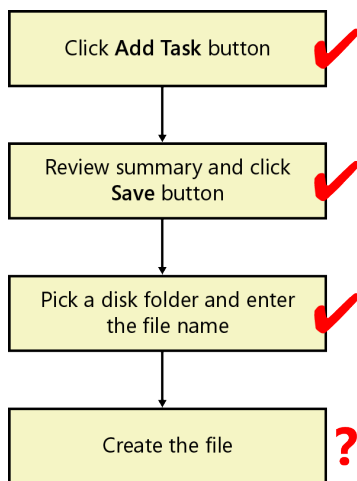 Click Add Task button
Review summary and click
Save button
Pick a disk folder and enter
the file name
Create the file
?